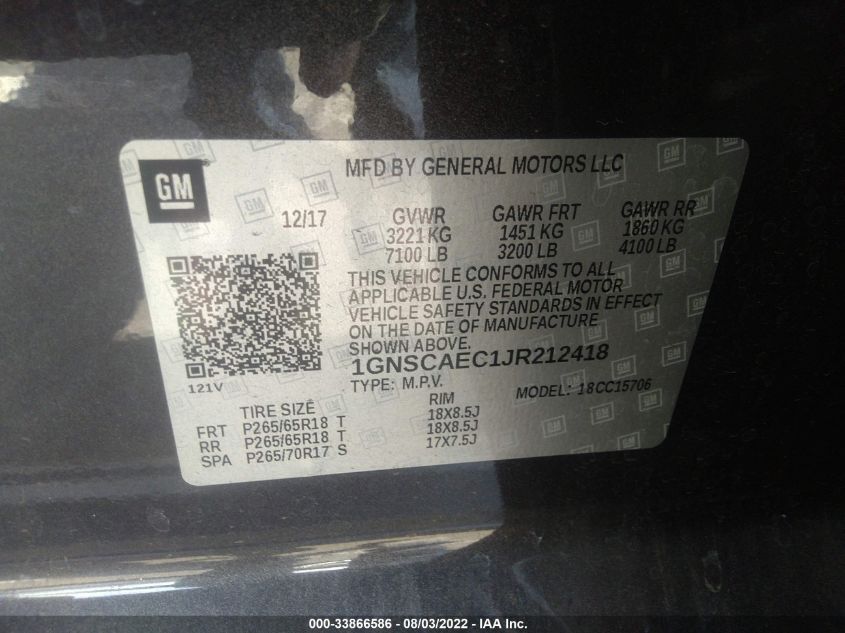 GM
MFD BY GENERAL MOTORS LLC
12/17
GVWR GAWR FRT GAWR RR
3221 KG 1451 KG 1860 KG
7100 LB 3200 LB 4100 LB
THIS VEHICLE CONFORMS TO ALL
APPLICABLE U.S. FEDERAL MOTOR
VEHICLE SAFETY STANDARDS IN EFFECT
ON THE DATE OF MANUFACTURE
SHOWN ABOVE.
1GNSCAEC1JR212418
121V
TYPE: M.P.V. MODEL: 18CC15706
TIRE SIZE RIM
FRT P265/65R18 T 18X8.5J
RR P265/65R18 T 18X8.5J
SPA P265/70R17 S 17X7.5J
000-33866586 - 08/03/2022 - IAA Inc.